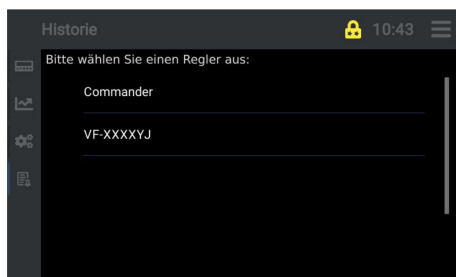 Historie
10:43
Bitte wählen Sie einen Regler aus:
Commander
VF-XXXXYJ